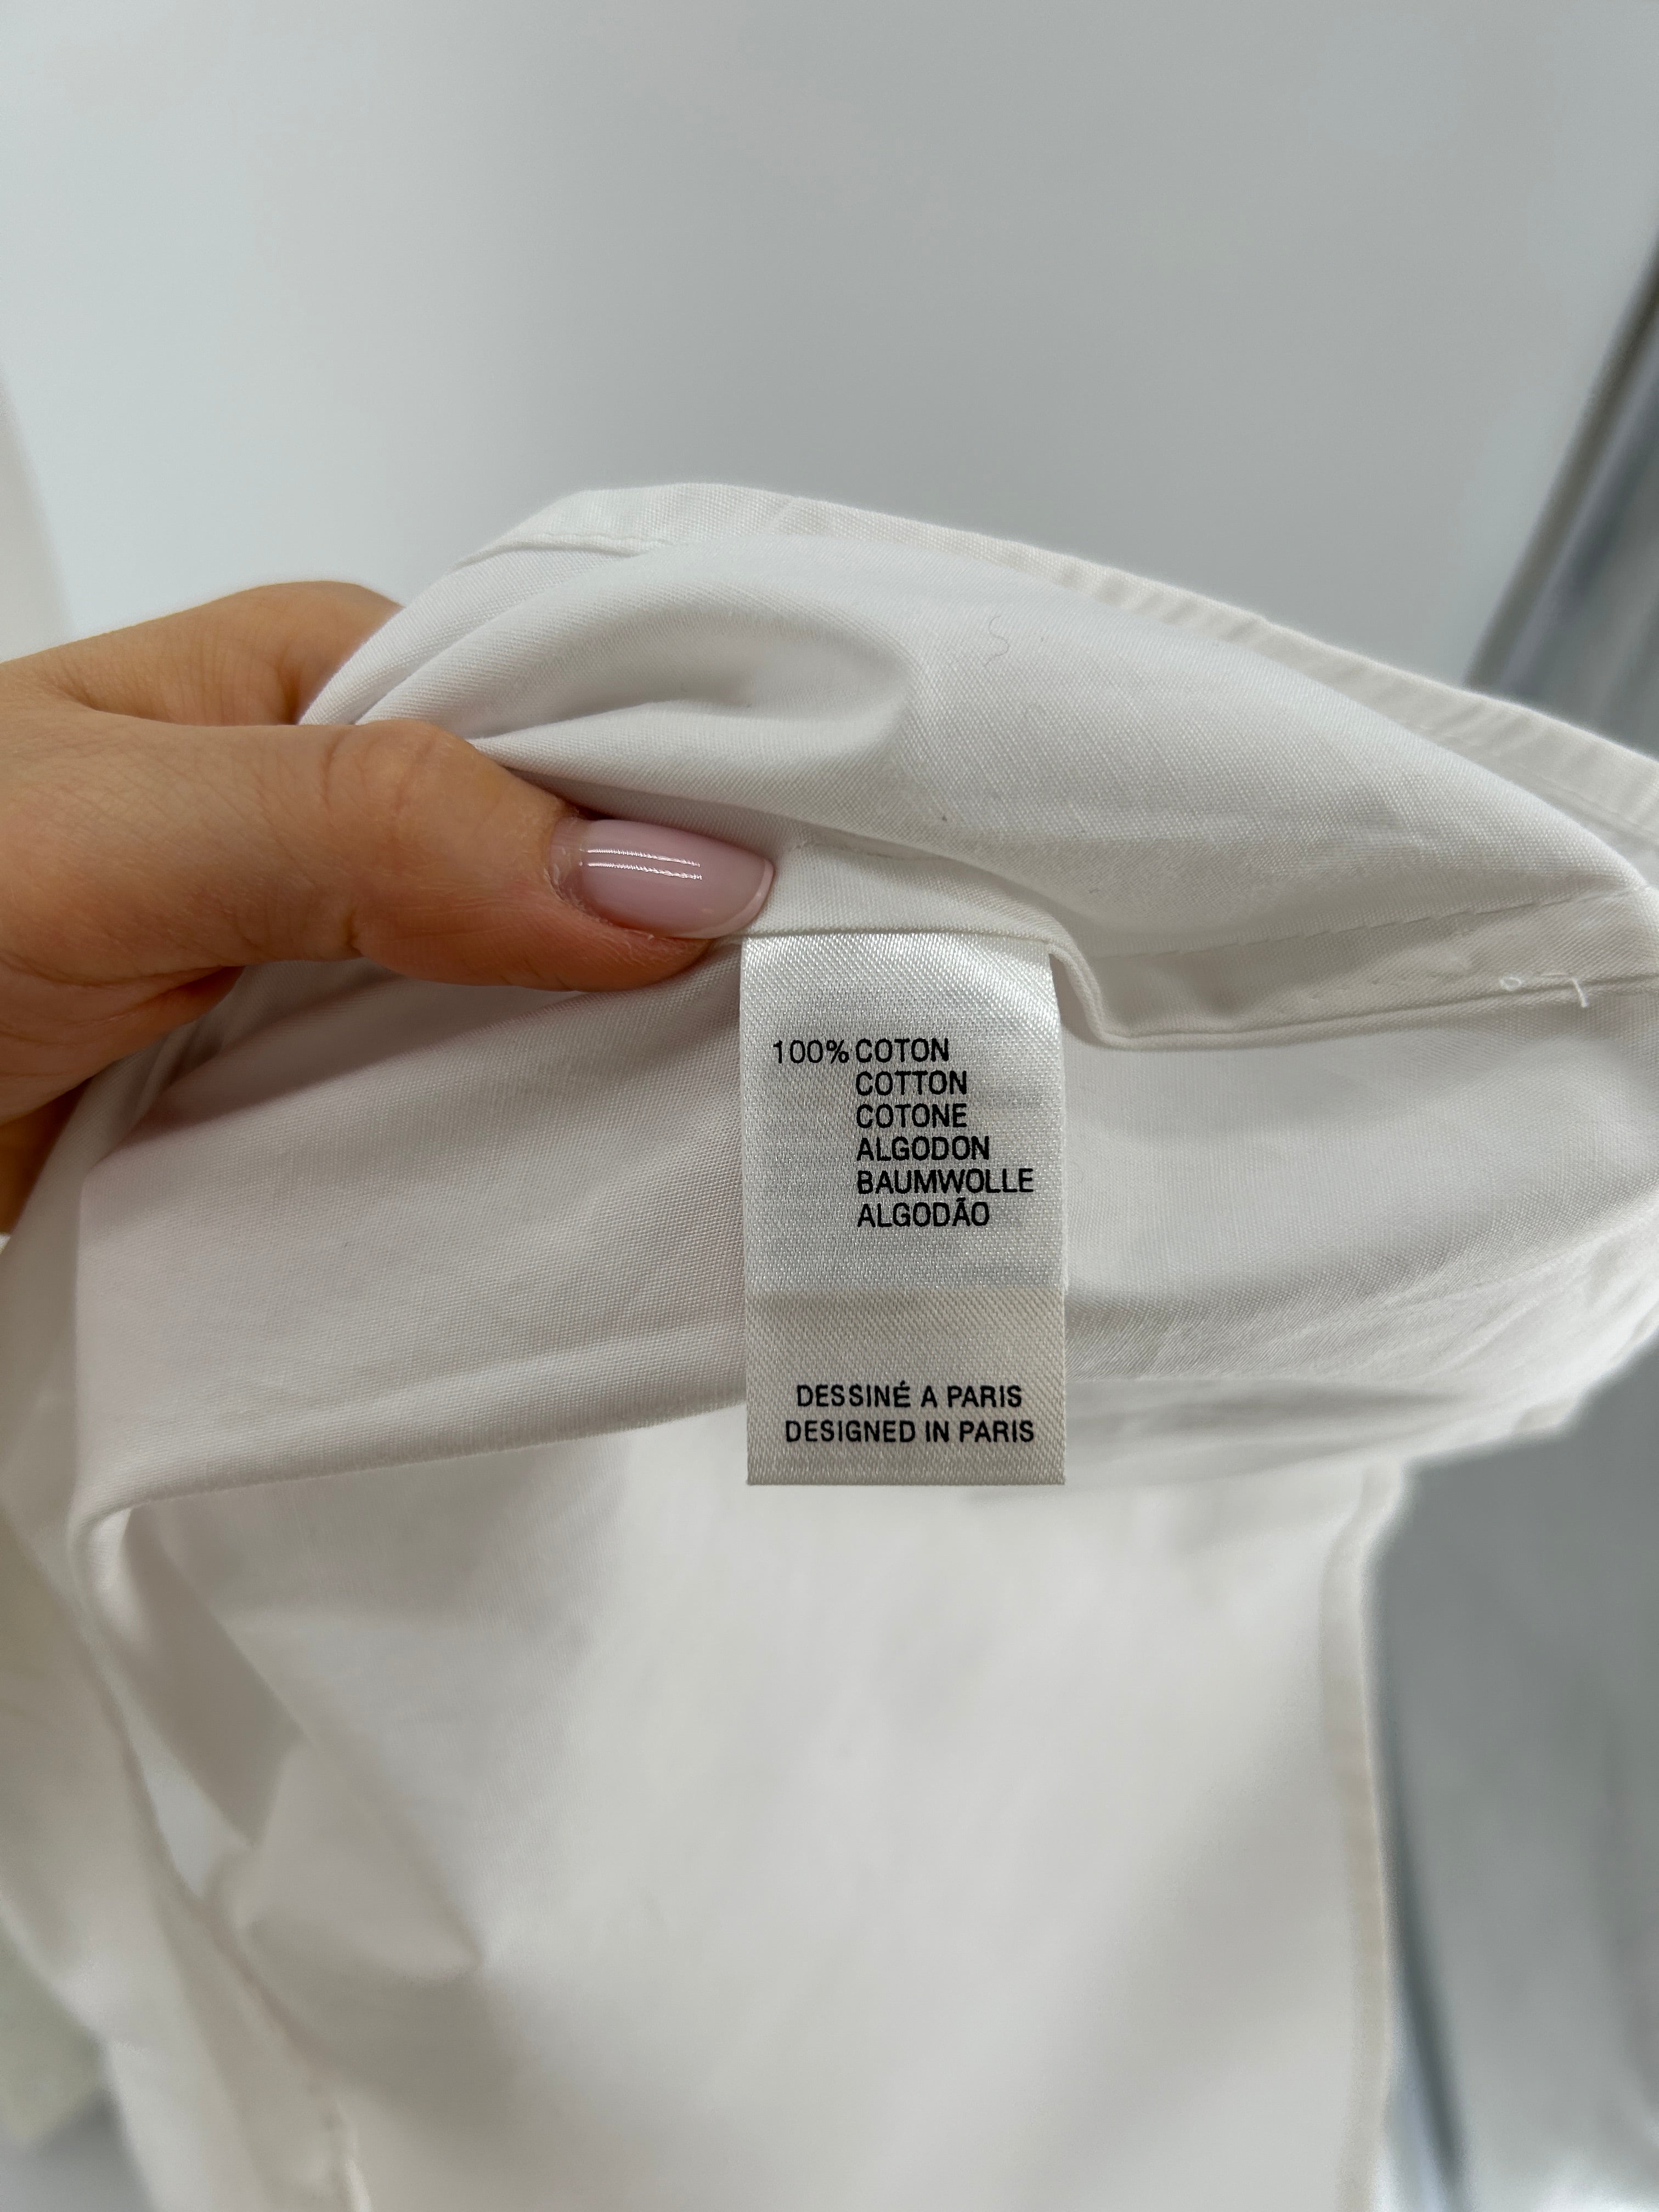 100% COTON
COTTON
COTONE
ALGODON
BAUMWOLLE
ALGODÃO
DESSINÉ A PARIS
DESIGNED IN PARIS